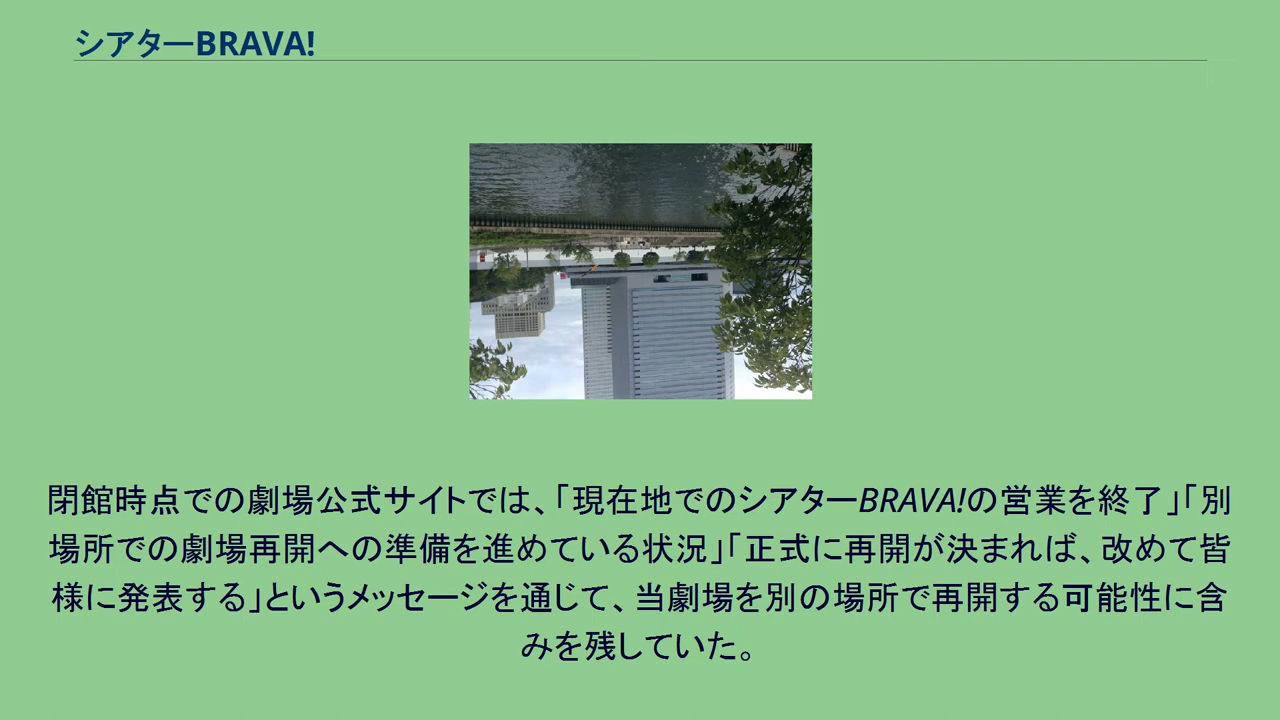 シアターBRAVA!
閉館時点での劇場公式サイトでは、「現在地でのシアターBRAVA!の営業を終了」「別
場所での劇場再開への準備を進めている状況」「正式に再開が決まれば、改めて皆
様に発表する」というメッセージを通じて、当劇場を別の場所で再開する可能性に含
みを残していた。